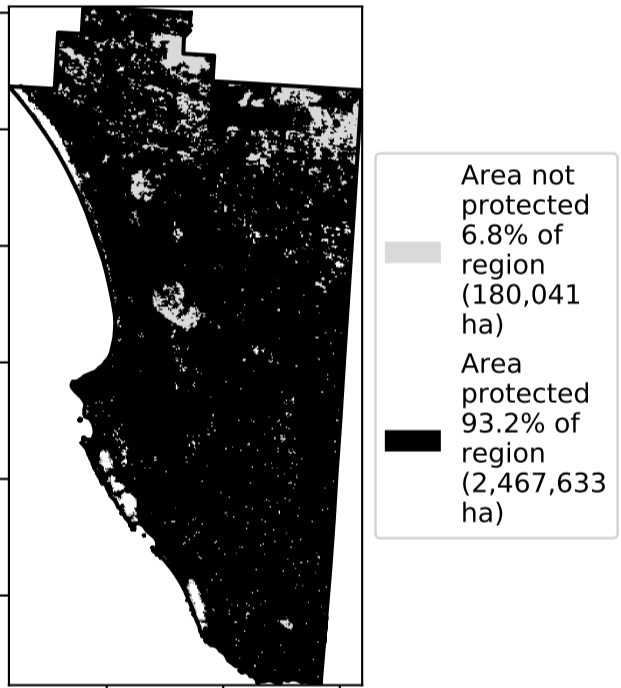 Area not
protected
6.8% of
region
(180,041
ha)
Area
protected
93.2% of
region
(2,467,633
ha)